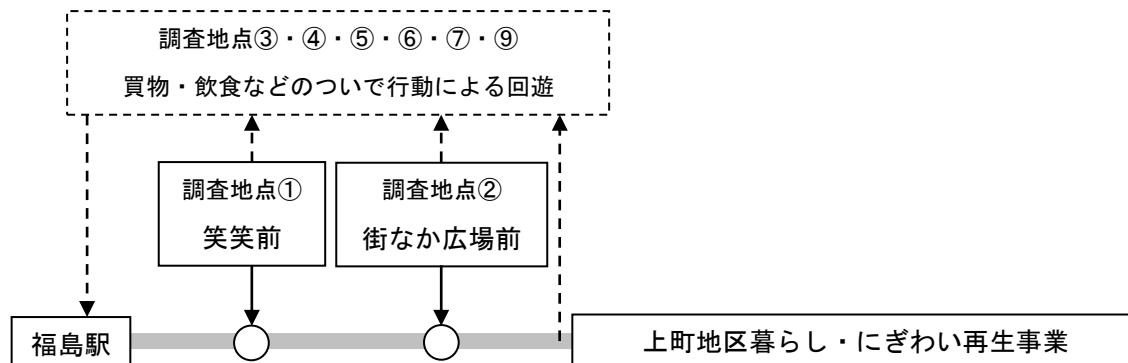 調査地点③・④・⑤・⑥・⑦・⑨
買物・飲食などのついで行動による回遊
調査地点①
笑笑前
調査地点②
街なか広場前
福島駅
上町地区暮らし・にぎわい再生事業